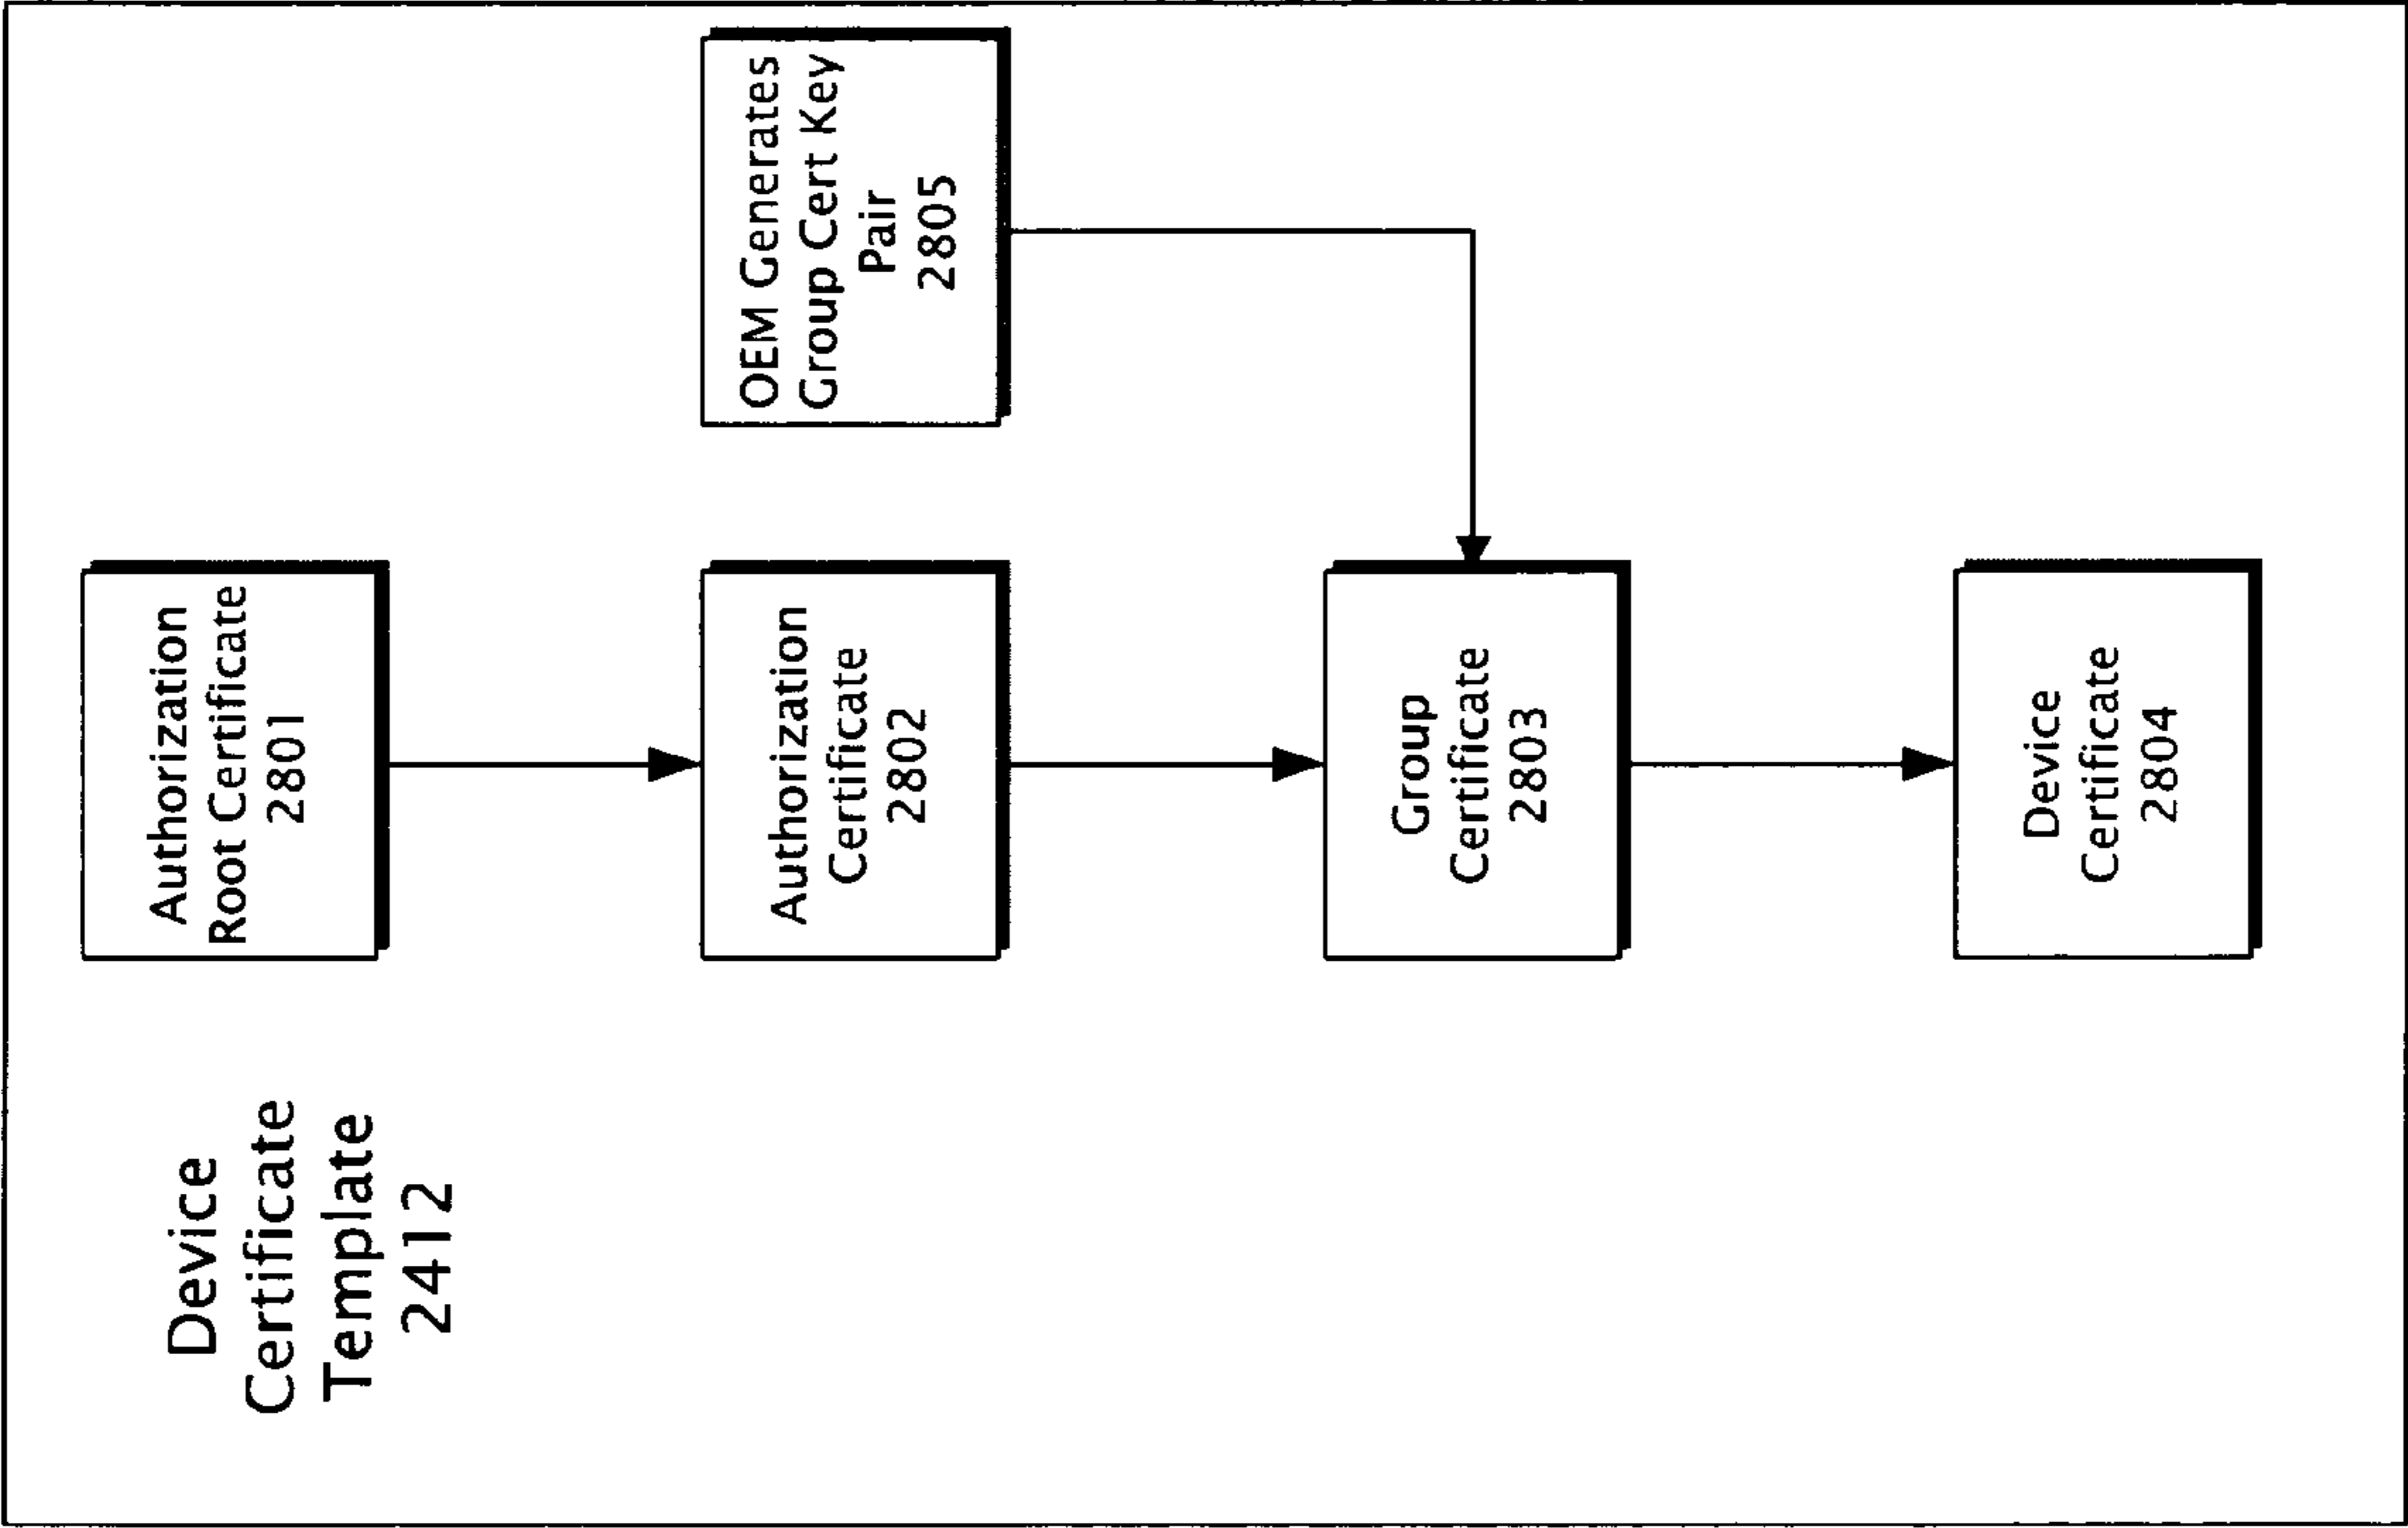 Device
Certificate
Template
2412
Authorization
Root Certificate
2801
Authorization
Certificate
2802
OEM Generates
Group Cert Key
Pair
2805
Group
Certificate
2803
Device
Certificate
2804